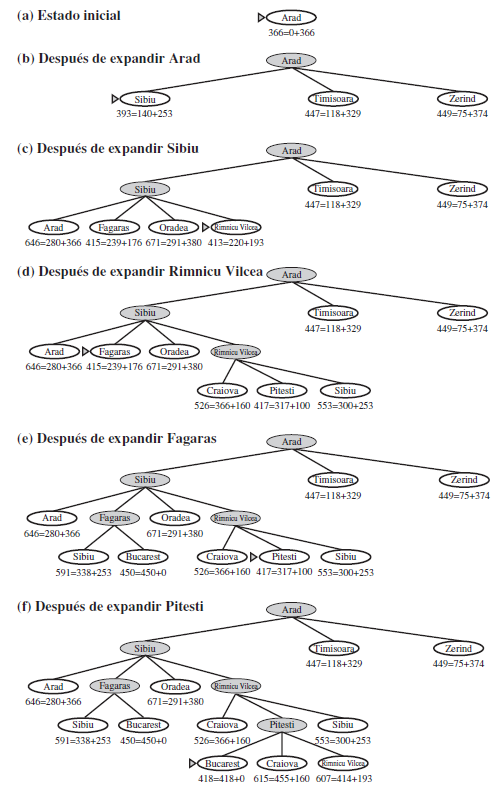 (a) Estado inicial
Arad
366=0+366
(b) Después de expandir Arad
Arad
Sibiu Timisoara Zerind
393=140+253 447=118+329 449=75+374
(c) Después de expandir Sibiu
Arad
Sibiu Timisoara Zerind
447=118+329 449=75+374
Arad Fagaras Oradea Rimnicu Vilcea
646=280+366 415=239+176 671=291+380 413=220+193
(d) Después de expandir Rimnicu Vilcea
Arad
Sibiu Timisoara Zerind
447=118+329 449=75+374
Arad Fagaras Oradea Rimnicu Vilcea
646=280+366 415=239+176 671=291+380
Craiova Pitesti Sibiu
526=366+160 417=317+100 553=300+253
(e) Después de expandir Fagaras
Arad
Sibiu Timisoara Zerind
447=118+329 449=75+374
Arad Fagaras Oradea Rimnicu Vilcea
646=280+366 671=291+380
Sibiu Bucarest Craiova Pitesti Sibiu
591=338+253 450=450+0 526=366+160 417=317+100 553=300+253
(f) Después de expandir Pitesti
Arad
Sibiu Timisoara Zerind
447=118+329 449=75+374
Arad Fagaras Oradea Rimnicu Vilcea
646=280+366 671=291+380
Sibiu Bucarest Craiova Pitesti Sibiu
591=338+253 450=450+0 526=366+160 553=300+253
Bucarest Craiova Rimnicu Vilcea
418=418+0 615=455+160 607=414+193